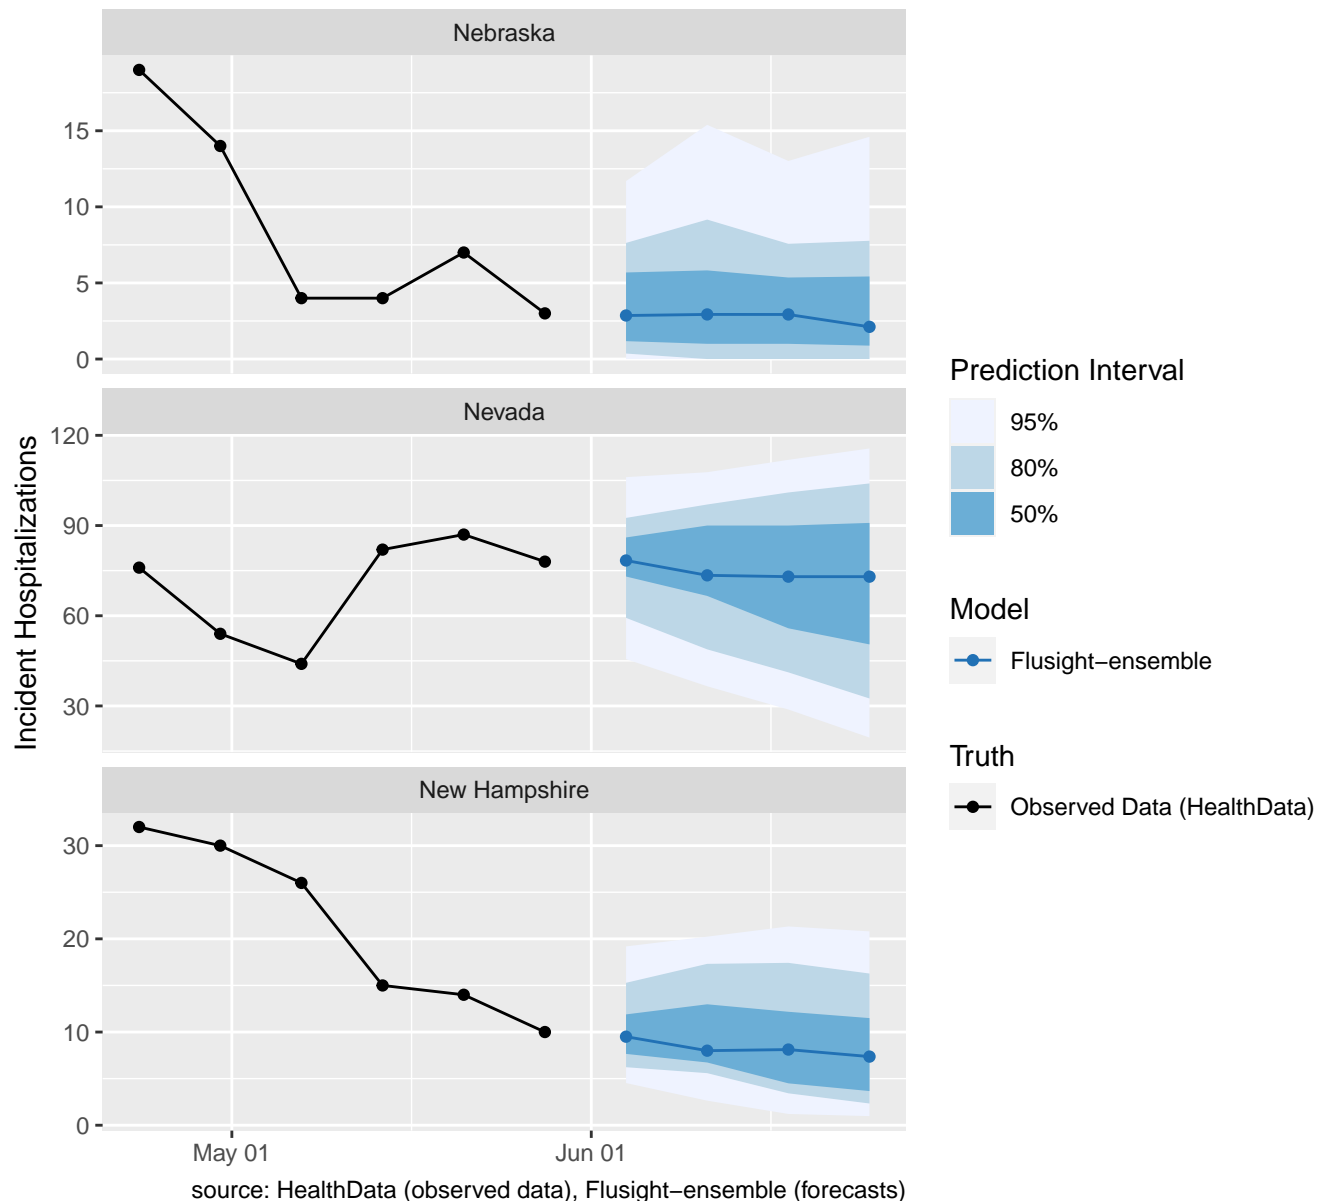 Nebraska
15
10
5
0
Nevada
120
90
60
30
New Hampshire
30
20
10
0
May 01
Jun 01
Incident Hospitalizations
source: HealthData (observed data), Flusight−ensemble (forecasts)
Prediction Interval
95%
80%
50%
Model
Flusight−ensemble
Truth
Observed Data (HealthData)